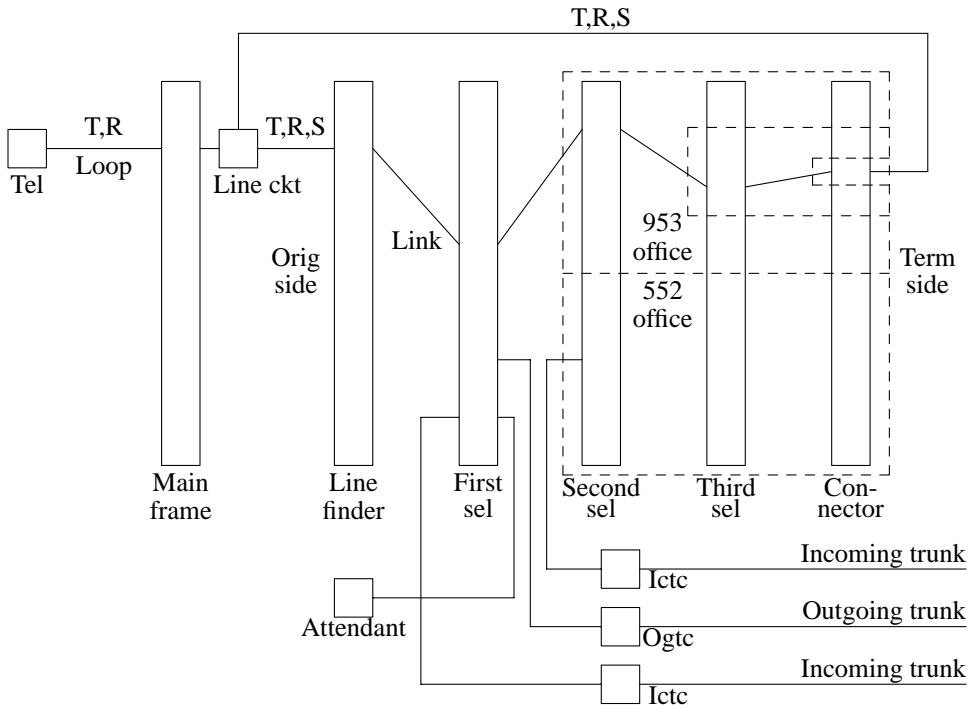 T,R,S
T,R
T,R,S
Loop
Tel
Line ckt
Link
Orig
side
953
office
552
office
Term
side
Main
frame
Line
finder
First
sel
Second
sel
Third
sel
Con-
nector
Incoming trunk
Ictc
Attendant
Outgoing trunk
Ogtc
Incoming trunk
Ictc